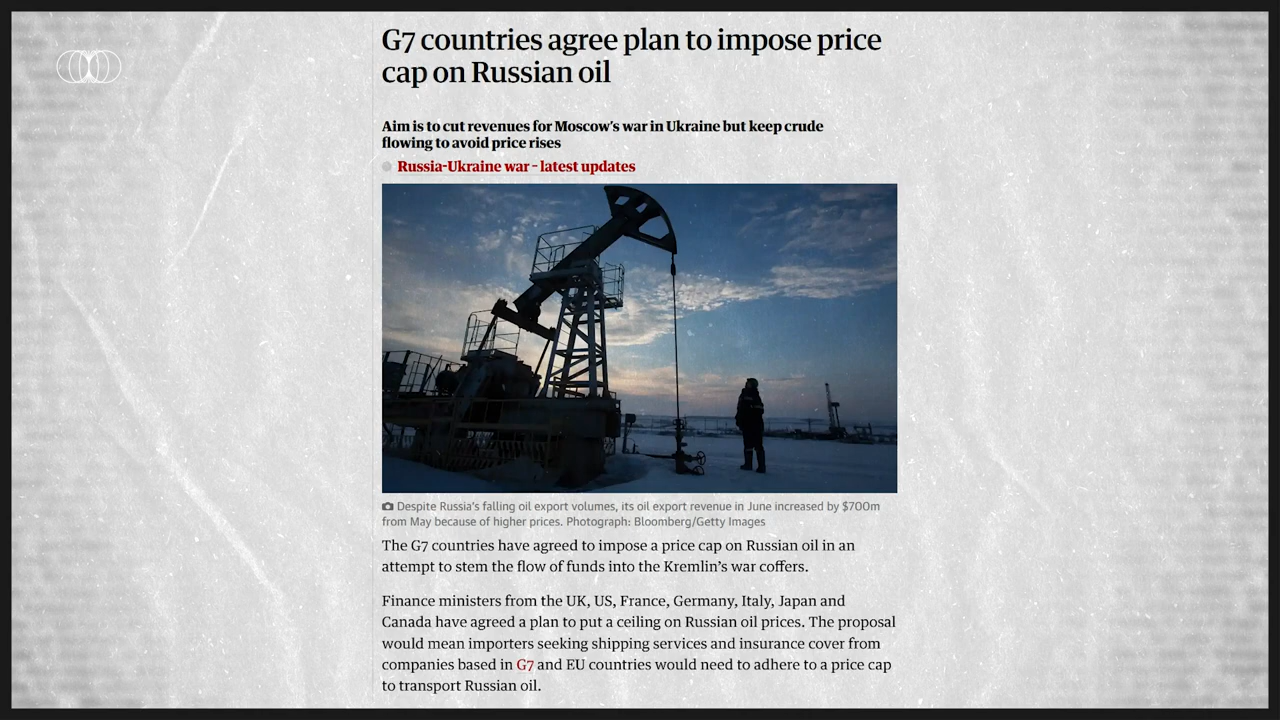 G7 countries agree plan to impose price
cap on Russian oil
Aim is to cut revenues for Moscow's war in Ukraine but keep crude
flowing to avoid price rises
Russia-Ukraine war – latest updates
Despite Russia's falling oil export volumes, its oil export revenue in June increased by $700m
from May because of higher prices. Photograph: Bloomberg/Getty Images
The G7 countries have agreed to impose a price cap on Russian oil in an
attempt to stem the flow of funds into the Kremlin's war coffers.
Finance ministers from the UK, US, France, Germany, Italy, Japan and
Canada have agreed a plan to put a ceiling on Russian oil prices. The proposal
would mean importers seeking shipping services and insurance cover from
companies based in G7 and EU countries would need to adhere to a price cap
to transport Russian oil.